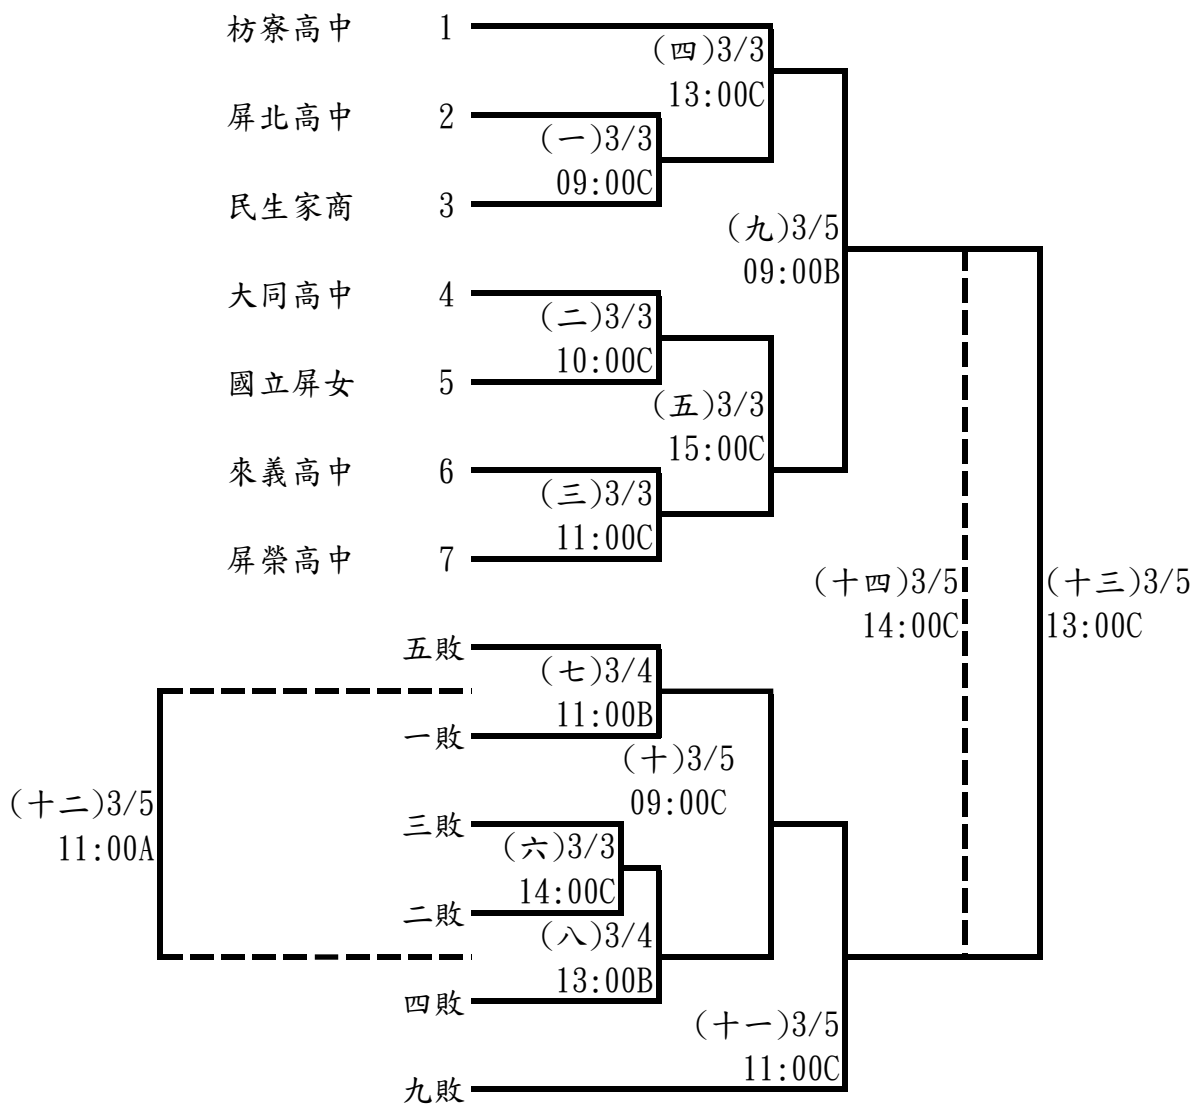 枋寮高中 1
(四)3/3
13:00C
屏北高中 2
(一)3/3
09:00C
民生家商 3
(九)3/5
09:00B
大同高中 4
(二)3/3
10:00C
國立屏女 5
(五)3/3
15:00C
來義高中 6
(三)3/3
11:00C
屏榮高中 7
(十四)3/5
14:00C
(十三)3/5
13:00C
五敗
(七)3/4
11:00B
一敗
(十)3/5
09:00C
(十二)3/5
11:00A
三敗
(六)3/3
14:00C
二敗
(八)3/4
13:00B
四敗
(十一)3/5
11:00C
九敗